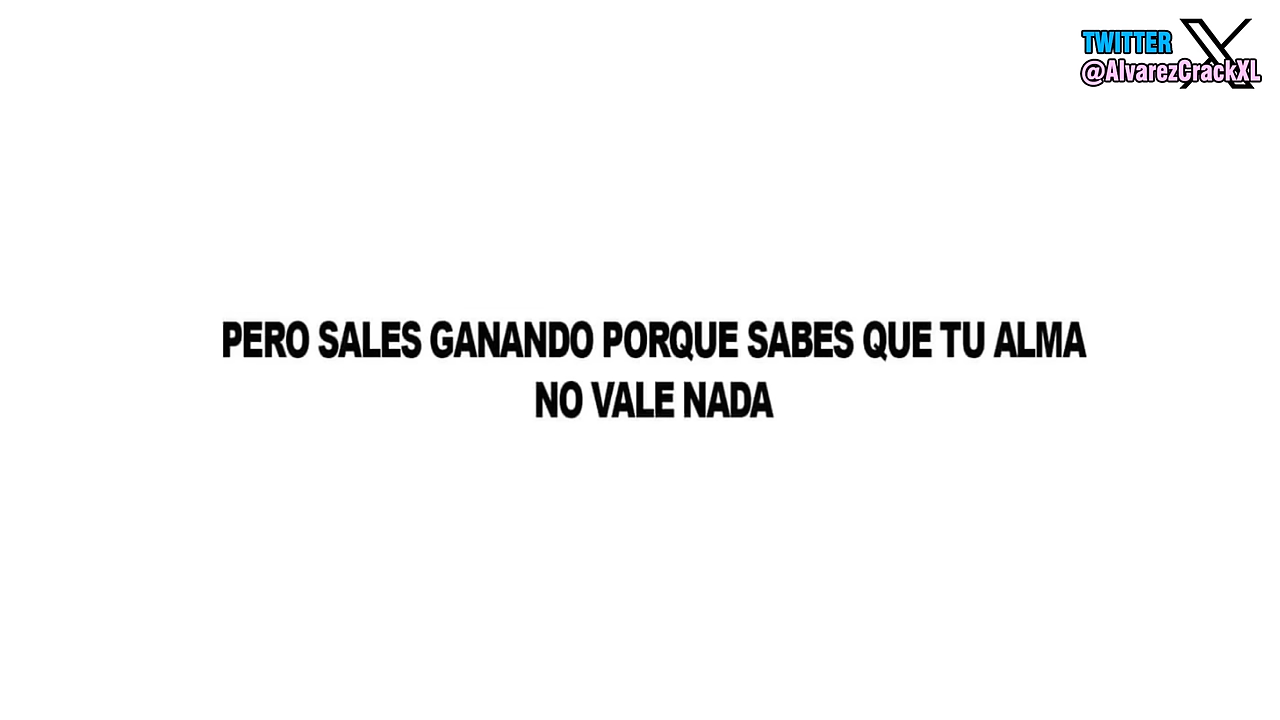 TWITTER
@AlvarezCrackXL
PERO SALES GANANDO PORQUE SABES QUE TU ALMA
NO VALE NADA